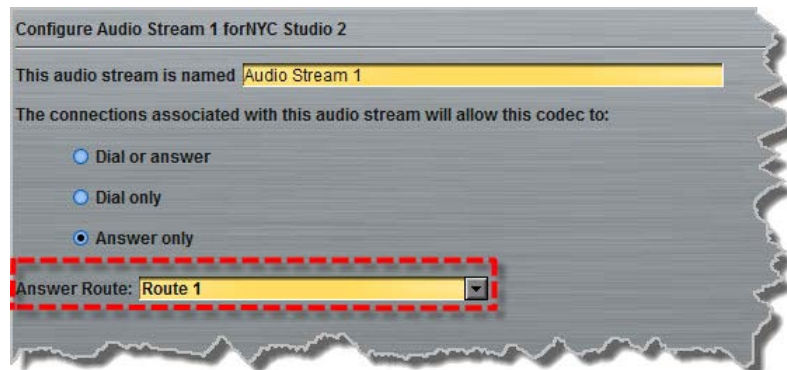 Configure Audio Stream 1 forNYC Studio 2
This audio stream is named Audio Stream 1
The connections associated with this audio stream will allow this codec to:
Dial or answer
Dial only
Answer only
Answer Route: Route 1